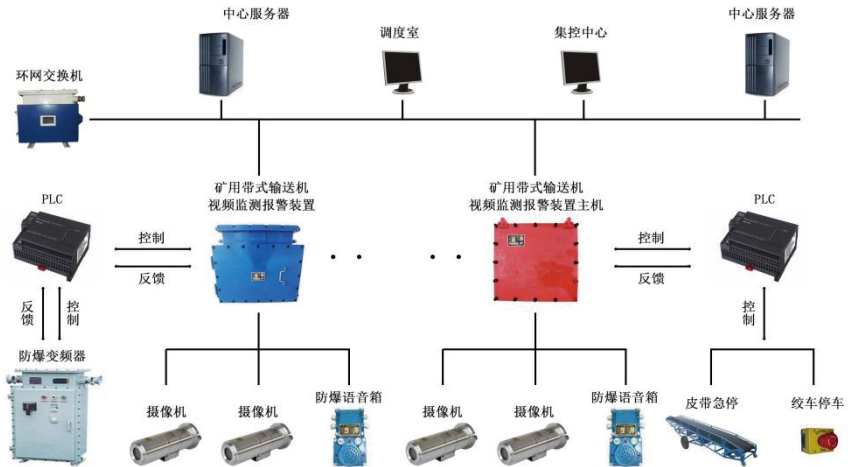 中心服务器
调度室
集控中心
中心服务器
环网交换机
PLC
矿用带式输送机
视频监测报警装置
矿用带式输送机
视频监测报警装置主机
PLC
控制
反馈
控制
反馈
反馈
控制
控制
防爆变频器
摄像机
摄像机
防爆语音箱
摄像机
摄像机
防爆语音箱
皮带急停
绞车停车